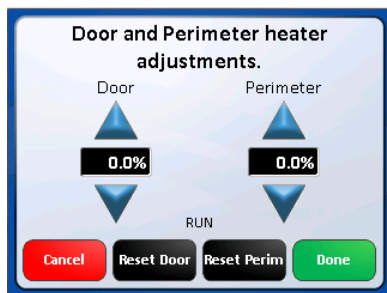 Door and Perimeter heater
adjustments.
Door Perimeter
0.0% 0.0%
RUN
Cancel Reset Door Reset Perim Done